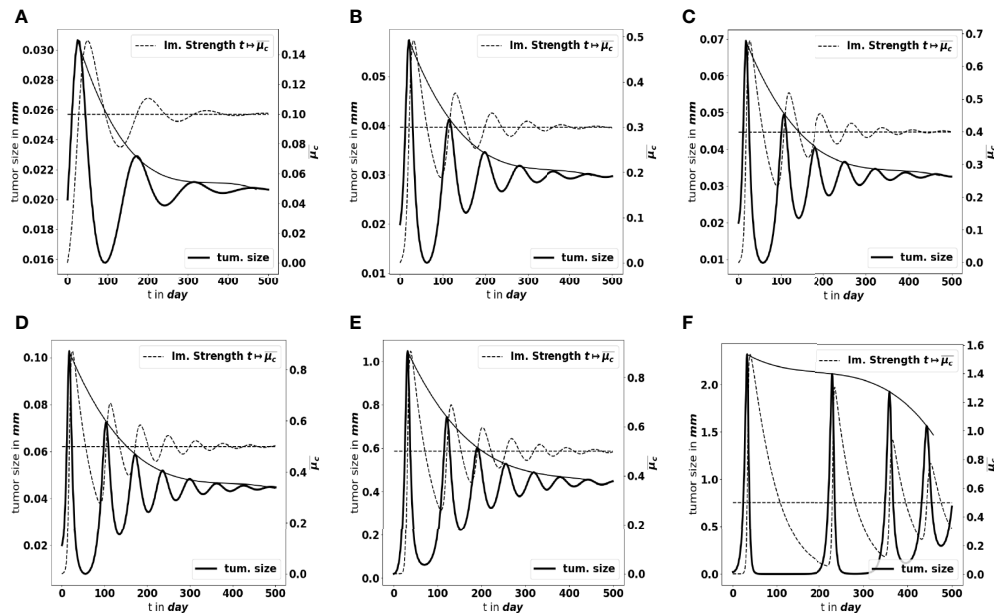 A
Im. Strength t ↦ μ̅c
0.030
0.028
0.026
0.024
0.022
0.020
0.018
0.016
tumor size in mm
0.14
0.12
0.10
0.08
0.06
0.04
0.02
0.00
μ̅c
tum. size
0 100 200 300 400 500
t in day
B
Im. Strength t ↦ μ̅c
0.05
0.04
0.03
0.02
0.01
tumor size in mm
0.5
0.4
0.3
0.2
0.1
0.0
μ̅c
tum. size
0 100 200 300 400 500
t in day
C
Im. Strength t ↦ μ̅c
0.07
0.06
0.05
0.04
0.03
0.02
0.01
tumor size in mm
0.7
0.6
0.5
0.4
0.3
0.2
0.1
0.0
μ̅c
tum. size
0 100 200 300 400 500
t in day
D
Im. Strength t ↦ μ̅c
0.10
0.08
0.06
0.04
0.02
tumor size in mm
0.8
0.6
0.4
0.2
0.0
μ̅c
tum. size
0 100 200 300 400 500
t in day
E
Im. Strength t ↦ μ̅c
1.0
0.8
0.6
0.4
0.2
0.0
tumor size in mm
0.8
0.6
0.4
0.2
0.0
μ̅c
tum. size
0 100 200 300 400 500
t in day
F
Im. Strength t ↦ μ̅c
2.0
1.5
1.0
0.5
0.0
tumor size in mm
1.6
1.4
1.2
1.0
0.8
0.6
0.4
0.2
0.0
μ̅c
tum. size
0 100 200 300 400 500
t in day